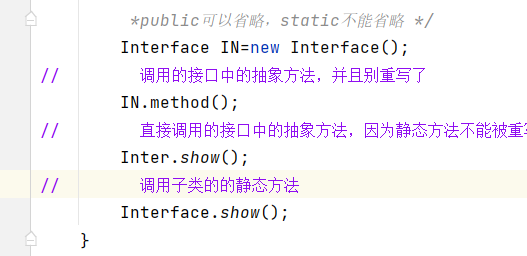 *public可以省略，static不能省略 */
Interface IN=new Interface();
// 调用的接口中的抽象方法，并且别重写了
IN.method();
// 直接调用的接口中的抽象方法，因为静态方法不能被重写
Inter.show();
// 调用子类的的静态方法
Interface.show();
}